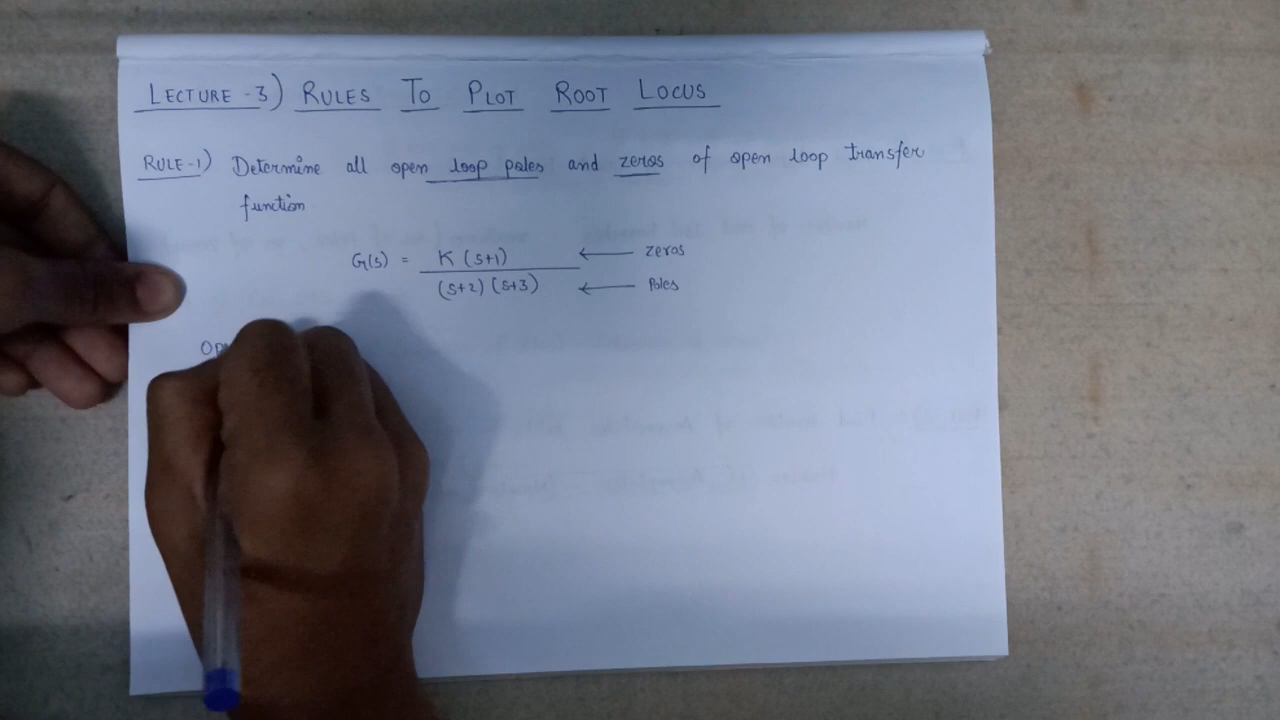 LECTURE -3) RULES TO PLOT ROOT LOCUS
RULE-1) Determine all open loop poles and zeros of open loop transfer
function
G(s) = K (s+1) ← zeros
(s+2) (s+3) ← Poles